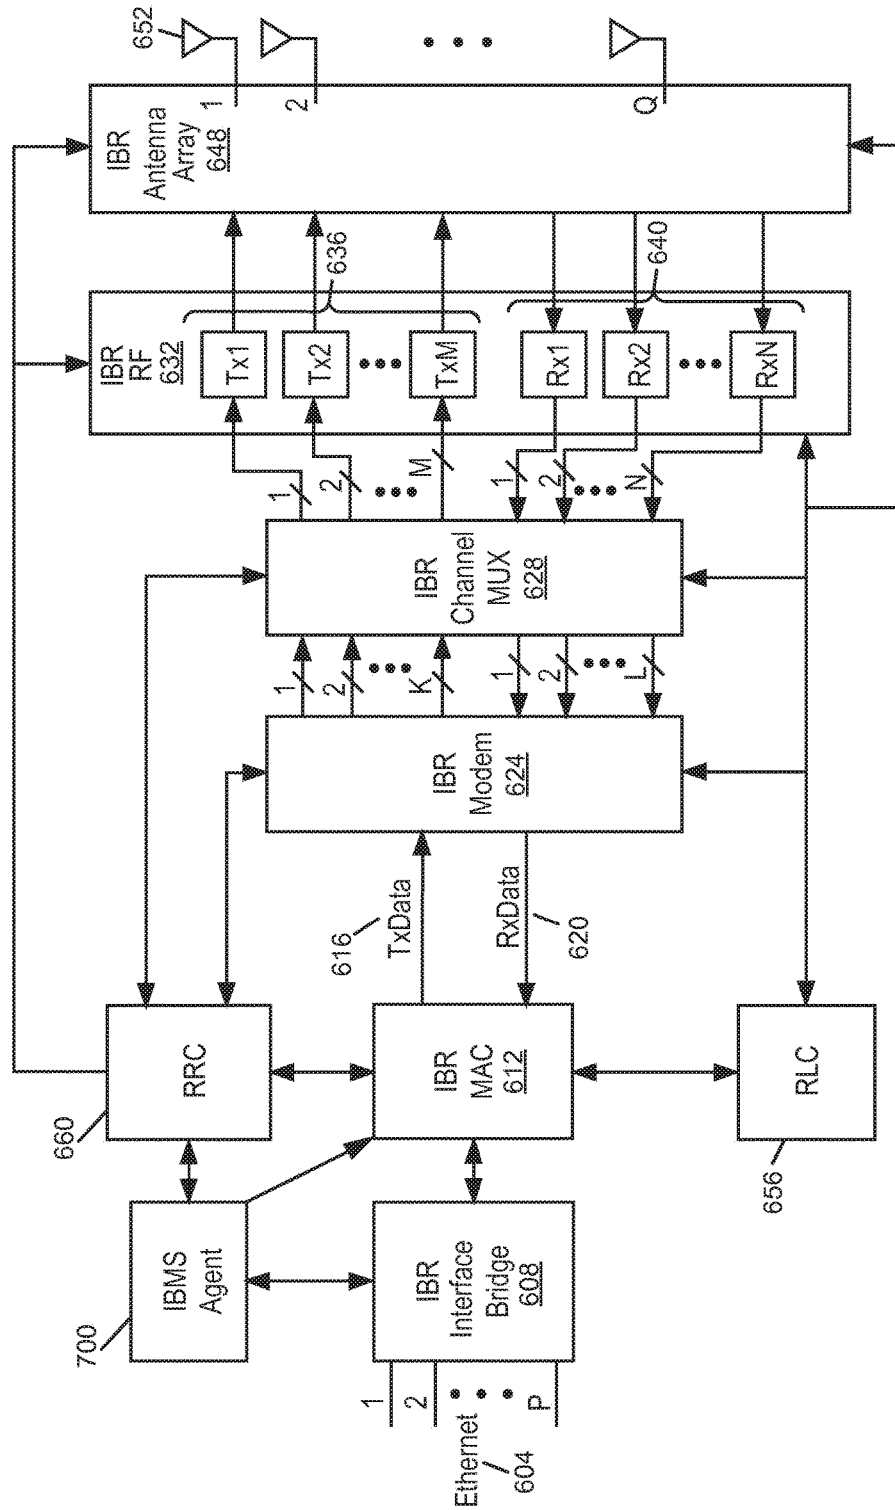 652
1
2
Q
IBR
Antenna
Array
648
636
640
IBR
RF
632
Tx1
Tx2
TxM
Rx1
Rx2
RxN
1
2
M
1
2
N
IBR
Channel
MUX
628
1
2
K
1
2
L
IBR
Modem
624
616
TxData
RxData
620
660
RRC
IBR
MAC
612
RLC
656
700
IBMS
Agent
IBR
Interface
Bridge
608
1
2
P
Ethernet
604